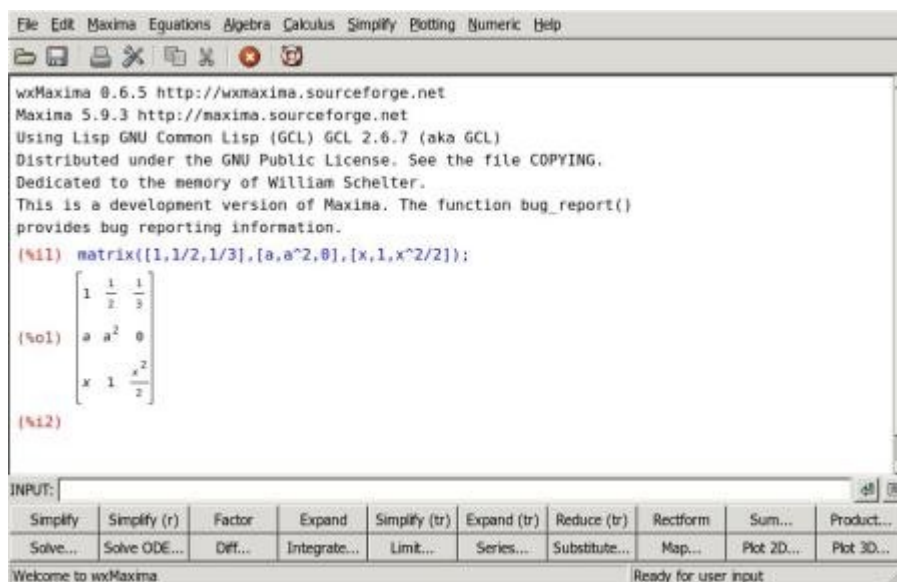 File Edit Maxima Equations Algebra Calculus Simplify Plotting Numeric Help
wxMaxima 0.6.5 http://wxmaxima.sourceforge.net
Maxima 5.9.3 http://maxima.sourceforge.net
Using Lisp GNU Common Lisp (GCL) GCL 2.6.7 (aka GCL)
Distributed under the GNU Public License. See the file COPYING.
Dedicated to the memory of William Schelter.
This is a development version of Maxima. The function bug_report()
provides bug reporting information.
(%i1) matrix([1,1/2,1/3],[a,a^2,0],[x,1,x^2/2]);
1 1/2 1/3
(%o1) a a² 0
x 1 x²/2
(%i2)
INPUT:
Simplify Simplify (r) Factor Expand Simplify (tr) Expand (tr) Reduce (tr) Rectform Sum... Product...
Solve... Solve ODE... Diff... Integrate... Limit... Series... Substitute... Map... Plot 2D... Plot 3D...
Welcome to wxMaxima Ready for user input